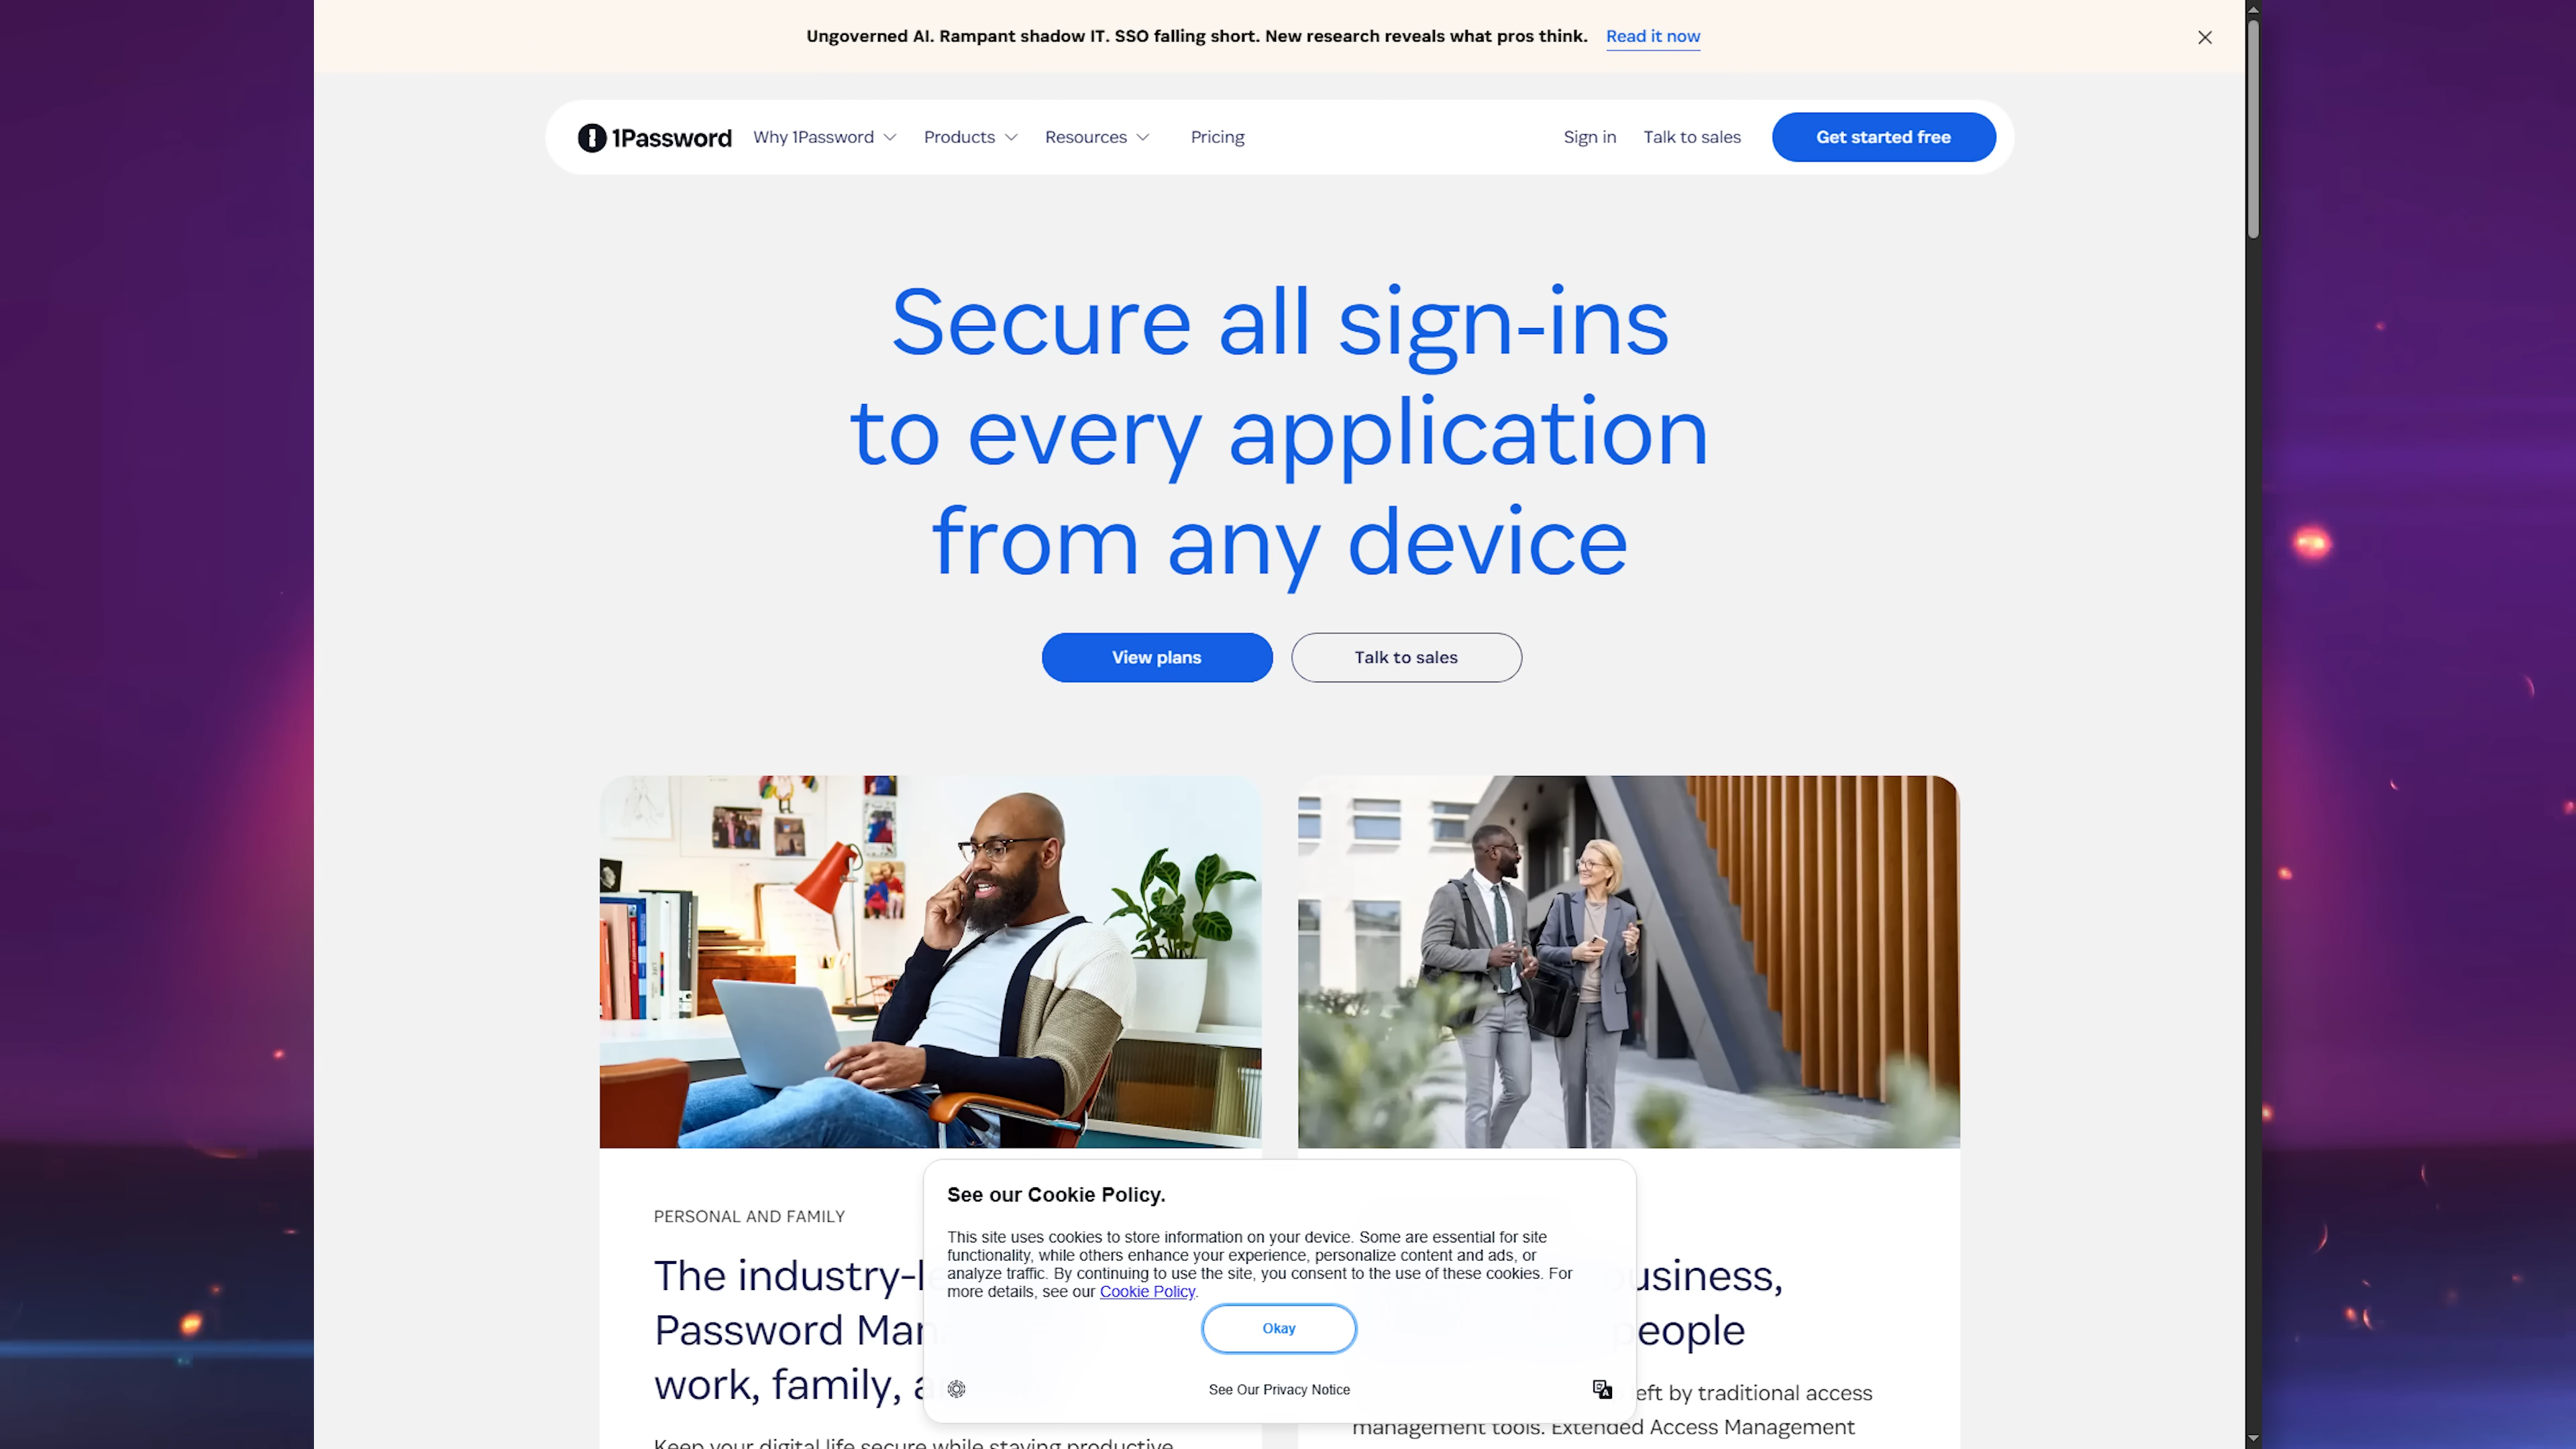 Ungoverned AI. Rampant shadow IT. SSO falling short. New research reveals what pros think. Read it now
1Password Why 1Password Products Resources Pricing Sign in Talk to sales Get started free
Secure all sign-ins
to every application
from any device
View plans Talk to sales
PERSONAL AND FAMILY
The industry-
Password
work, family,
Keep your digital life secure while staying productive
usiness,
eople
eft by traditional access
management tools. Extended Access Management
See our Cookie Policy.
This site uses cookies to store information on your device. Some are essential for site
functionality, while others enhance your experience, personalize content and ads, or
analyze traffic. By continuing to use the site, you consent to the use of these cookies. For
more details, see our Cookie Policy.
Okay
See Our Privacy Notice